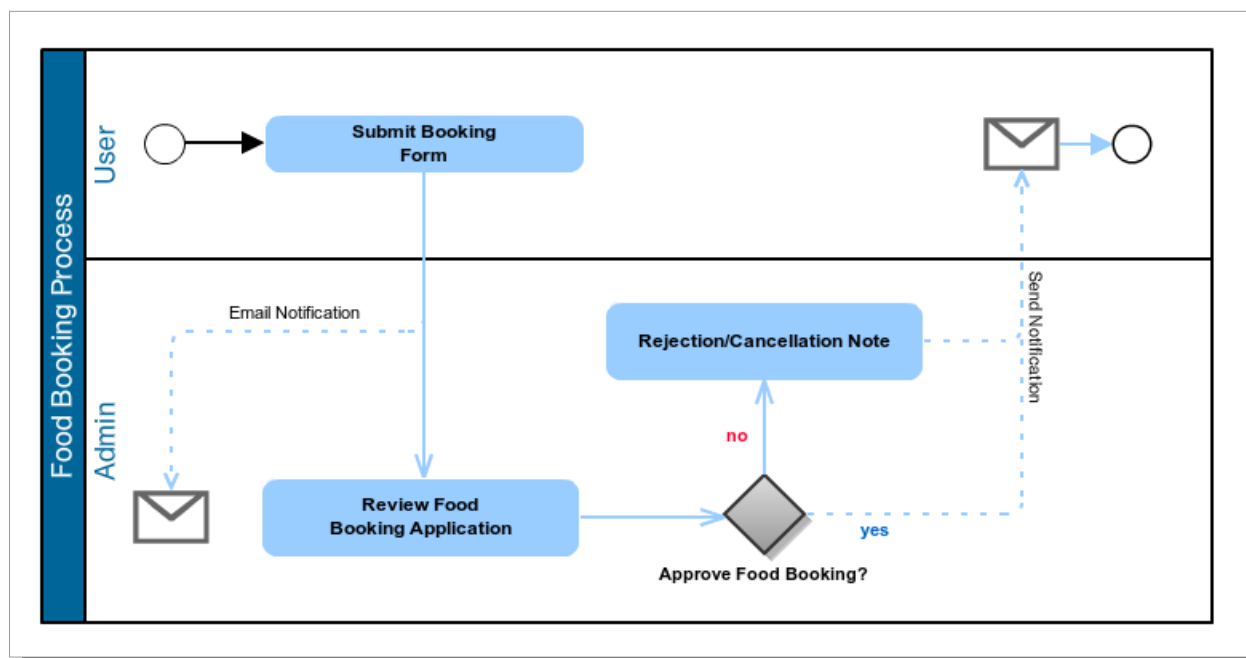 Food Booking Process
User
Submit Booking
Form
Admin
Email Notification
Send Notification
Rejection/Cancellation Note
no
Review Food
Booking Application
yes
Approve Food Booking?